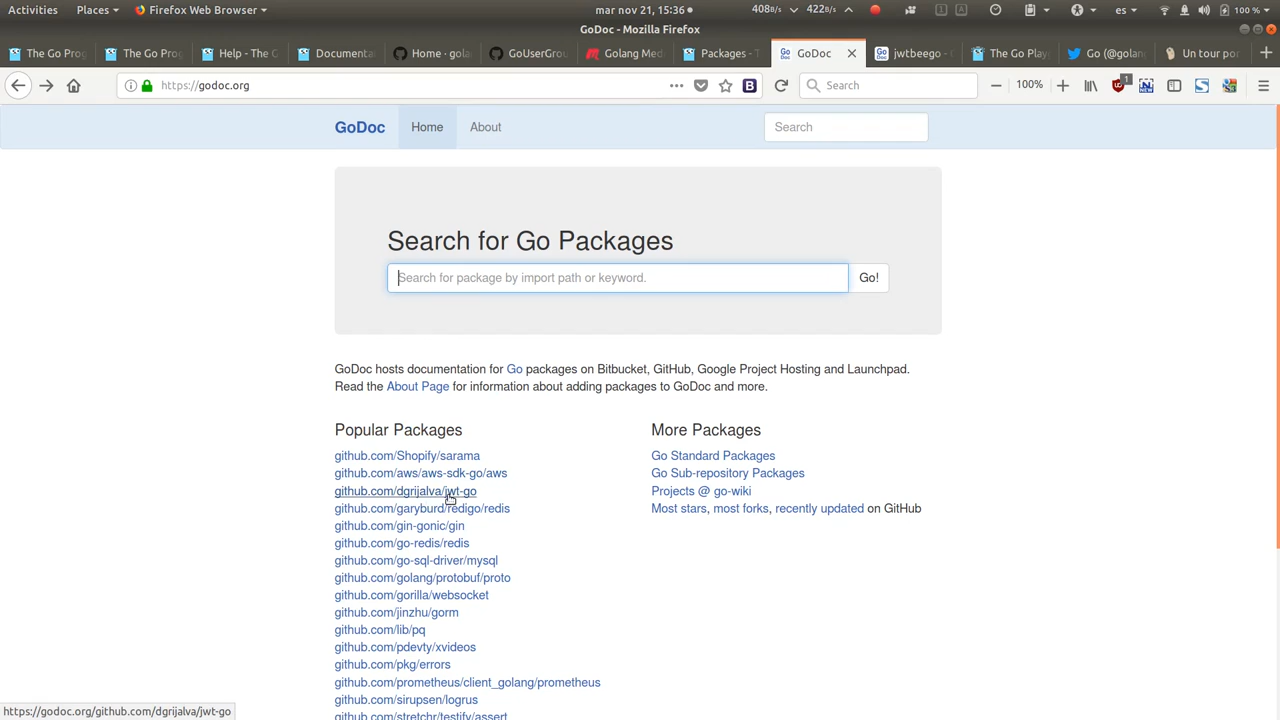 Activities Places Firefox Web Browser mar nov 21, 15:36 408B/s 422B/s es 100 %
GoDoc - Mozilla Firefox
The Go Pro The Go Proj Help - The G Documenta Home · gola GoUserGrou Golang Med Packages - T GoDoc jwtbeego - The Go Play Go (@golan Un tour po
https://godoc.org 100% Search 1
GoDoc Home About Search
Search for Go Packages
Search for package by import path or keyword. Go!
GoDoc hosts documentation for Go packages on Bitbucket, GitHub, Google Project Hosting and Launchpad.
Read the About Page for information about adding packages to GoDoc and more.
Popular Packages
github.com/Shopify/sarama
github.com/aws/aws-sdk-go/aws
github.com/dgrijalva/jwt-go
github.com/garyburd/redigo/redis
github.com/gin-gonic/gin
github.com/go-redis/redis
github.com/go-sql-driver/mysql
github.com/golang/protobuf/proto
github.com/gorilla/websocket
github.com/jinzhu/gorm
github.com/lib/pq
github.com/pdevty/xvideos
github.com/pkg/errors
github.com/prometheus/client_golang/prometheus
github.com/sirupsen/logrus
github.com/stretchr/testify/assert
More Packages
Go Standard Packages
Go Sub-repository Packages
Projects @ go-wiki
Most stars, most forks, recently updated on GitHub
https://godoc.org/github.com/dgrijalva/jwt-go